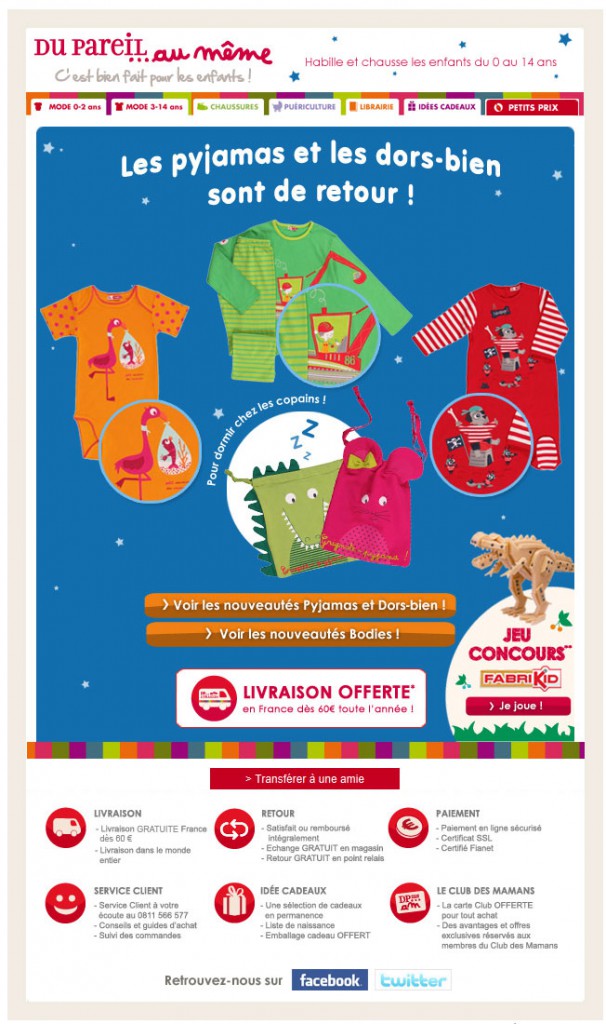 DU PAREIL
...au même
C'est bien fait pour les enfants !
Habille et chausse les enfants du 0 au 14 ans
MODE 0-2 ans
MODE 3-14 ans
CHAUSSURES
PUÉRICULTURE
LIBRAIRIE
IDÉES CADEAUX
PETITS PRIX
Les pyjamas et les dors-bien
sont de retour !
86
Pour dormir chez les copains !
z z z
> Voir les nouveautés Pyjamas et Dors-bien !
> Voir les nouveautés Bodies !
JEU
CONCOURS**
FABRIKID
> Je joue !
LIVRAISON OFFERTE*
en France dès 60€ toute l'année !
> Transférer à une amie
LIVRAISON
- Livraison GRATUITE France
dès 60 €
- Livraison dans le monde
entier
RETOUR
- Satisfait ou remboursé
intégralement
- Echange GRATUIT en magasin
- Retour GRATUIT en point relais
PAIEMENT
- Paiement en ligne sécurisé
- Certificat SSL
- Certifié Fianet
SERVICE CLIENT
- Service Client à votre
écoute au 0811 566 577
- Conseils et guides d'achat
- Suivi des commandes
IDÉE CADEAUX
- Une sélection de cadeaux
en permanence
- Liste de naissance
- Emballage cadeau OFFERT
LE CLUB DES MAMANS
- La carte Club OFFERTE
pour tout achat
- Des avantages et offres
exclusives réservés aux
membres du Club des Mamans
Retrouvez-nous sur
facebook
twitter